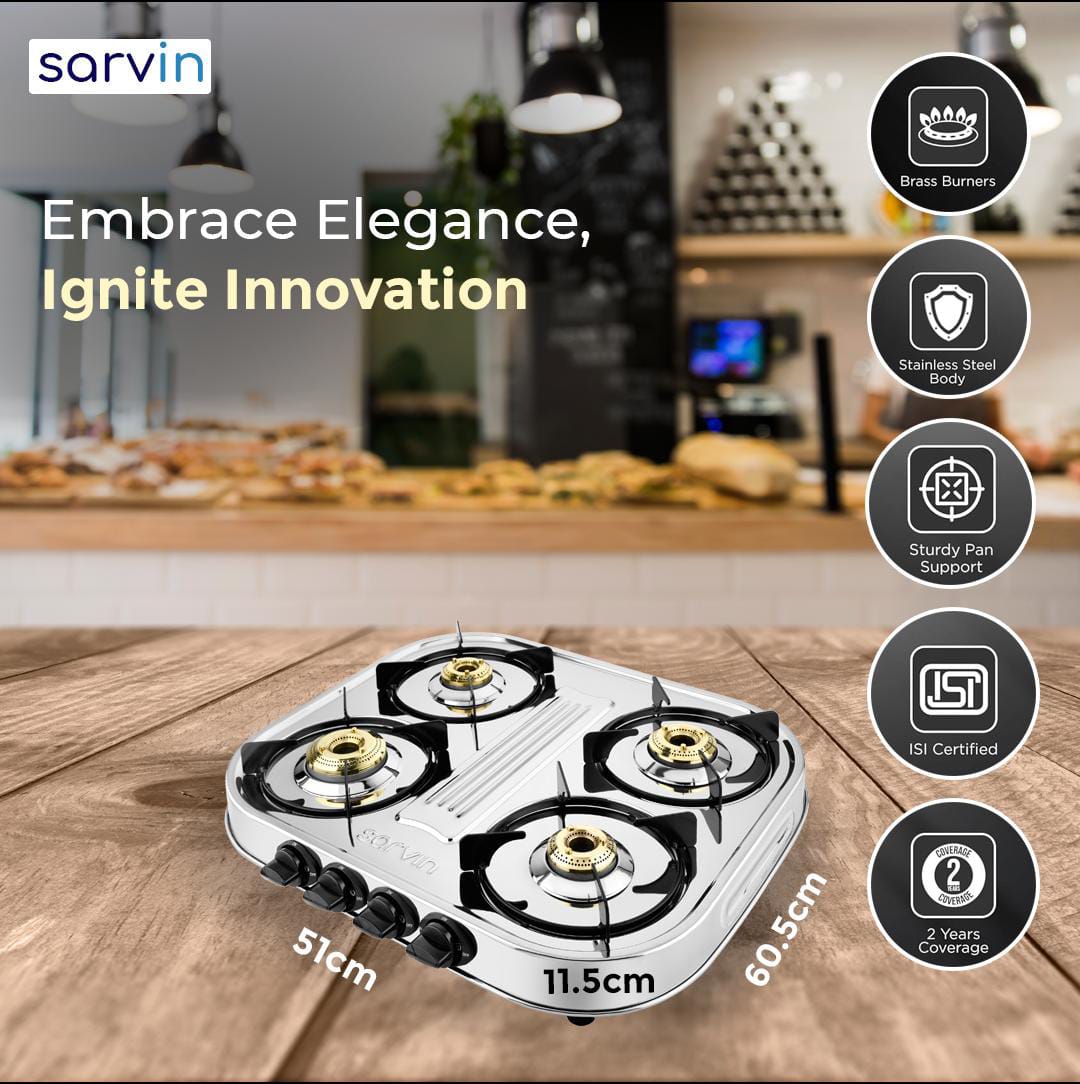 sarvin
Embrace Elegance,
Ignite Innovation
Brass Burners
Stainless Steel
Body
Sturdy Pan
Support
ISI
ISI Certified
COVERAGE
2
YEARS
COVERAGE
2 Years
Coverage
sarvin
51cm
11.5cm
60.5cm